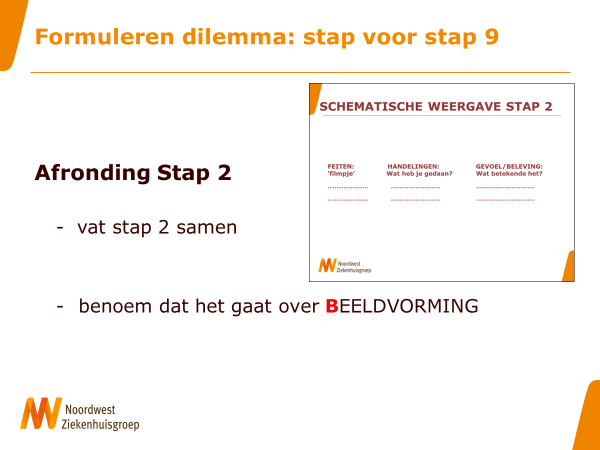 Formuleren dilemma: stap voor stap 9
SCHEMATISCHE WEERGAVE STAP 2
FEITEN: HANDELINGEN: GEVOEL/BELEVING:
'filmpje' Wat heb je gedaan? Wat betekende het?
........................ ........................ ........................
........................ ........................ ........................
Noordwest
Ziekenhuisgroep
Afronding Stap 2
- vat stap 2 samen
- benoem dat het gaat over BEELDVORMING
Noordwest
Ziekenhuisgroep